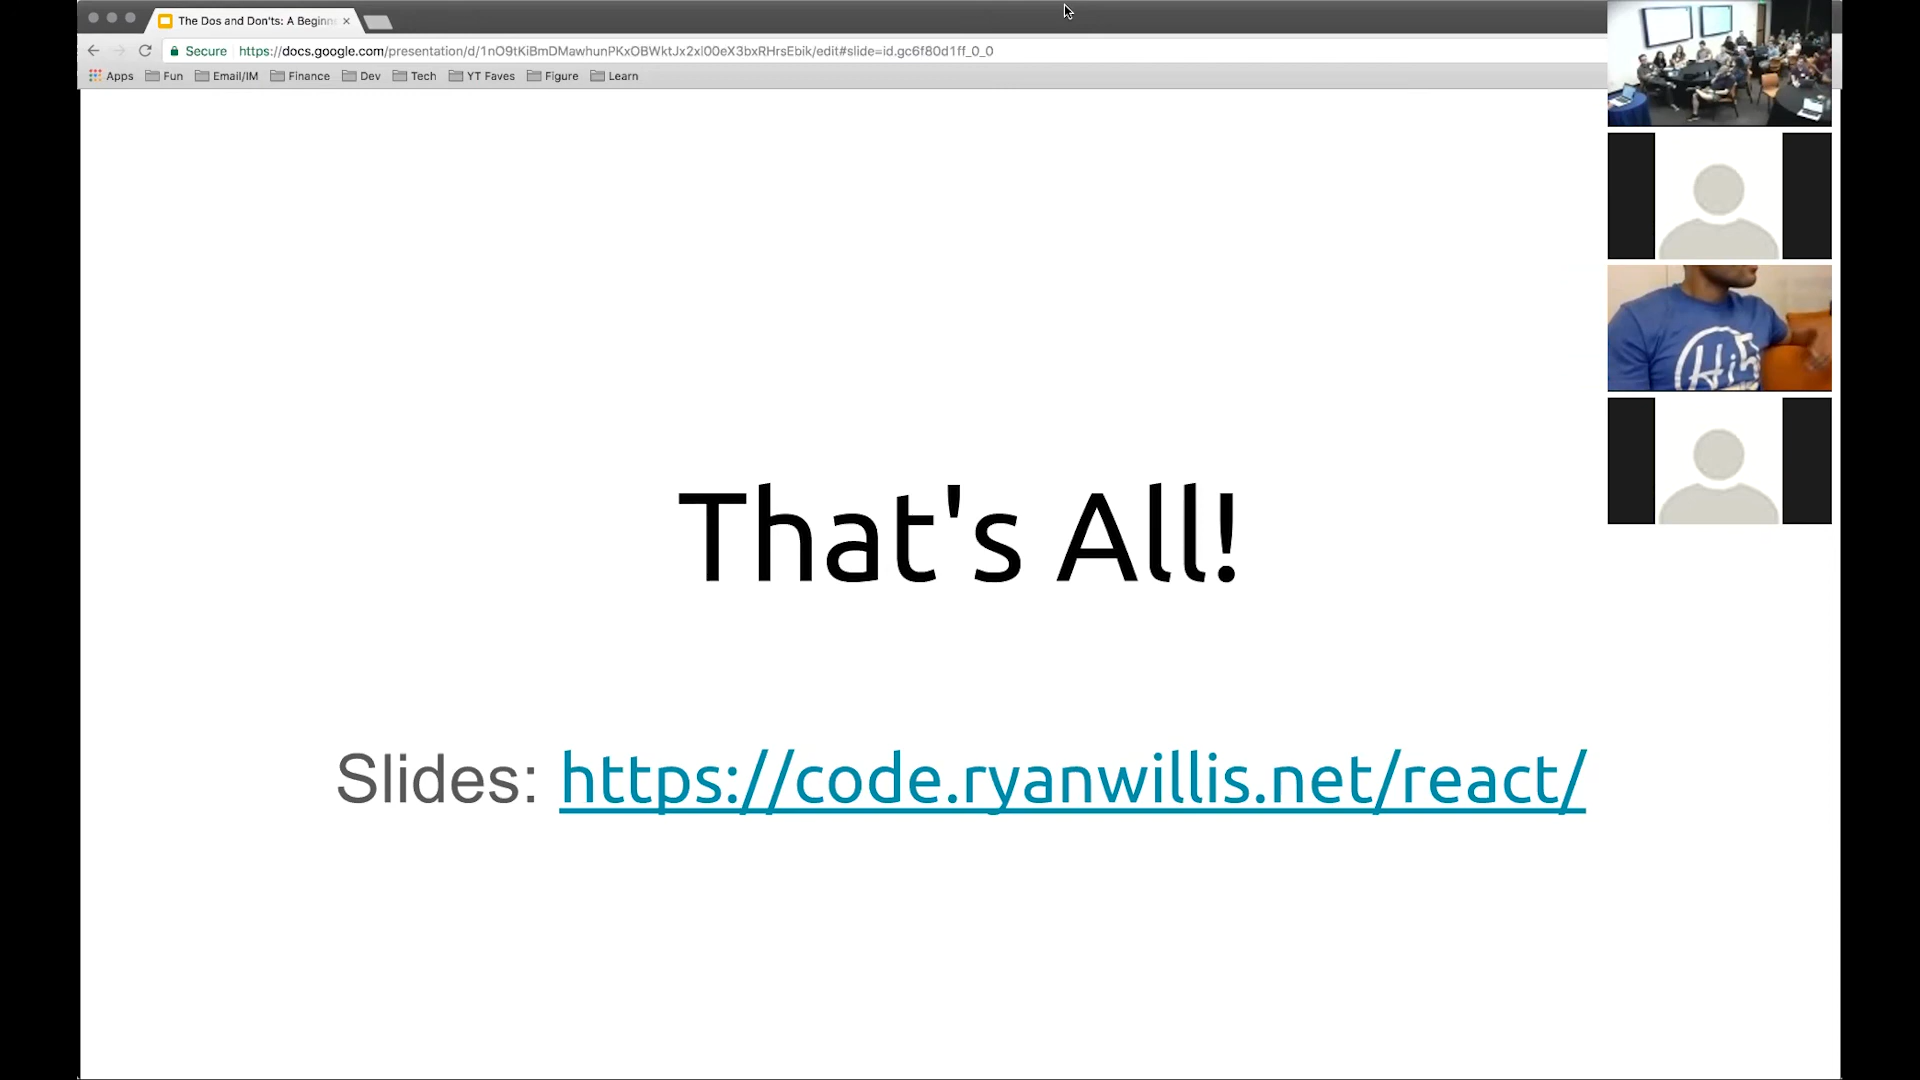 The Dos and Don'ts: A Beginn
Secure https://docs.google.com/presentation/d/1nO9tKiBmDMawhunPKxOBWktJx2xl00eX3bxRHrsEbik/edit#slide=id.gc6f80d1ff_0_0
Apps Fun Email/IM Finance Dev Tech YT Faves Figure Learn
That's All!
Slides: https://code.ryanwillis.net/react/